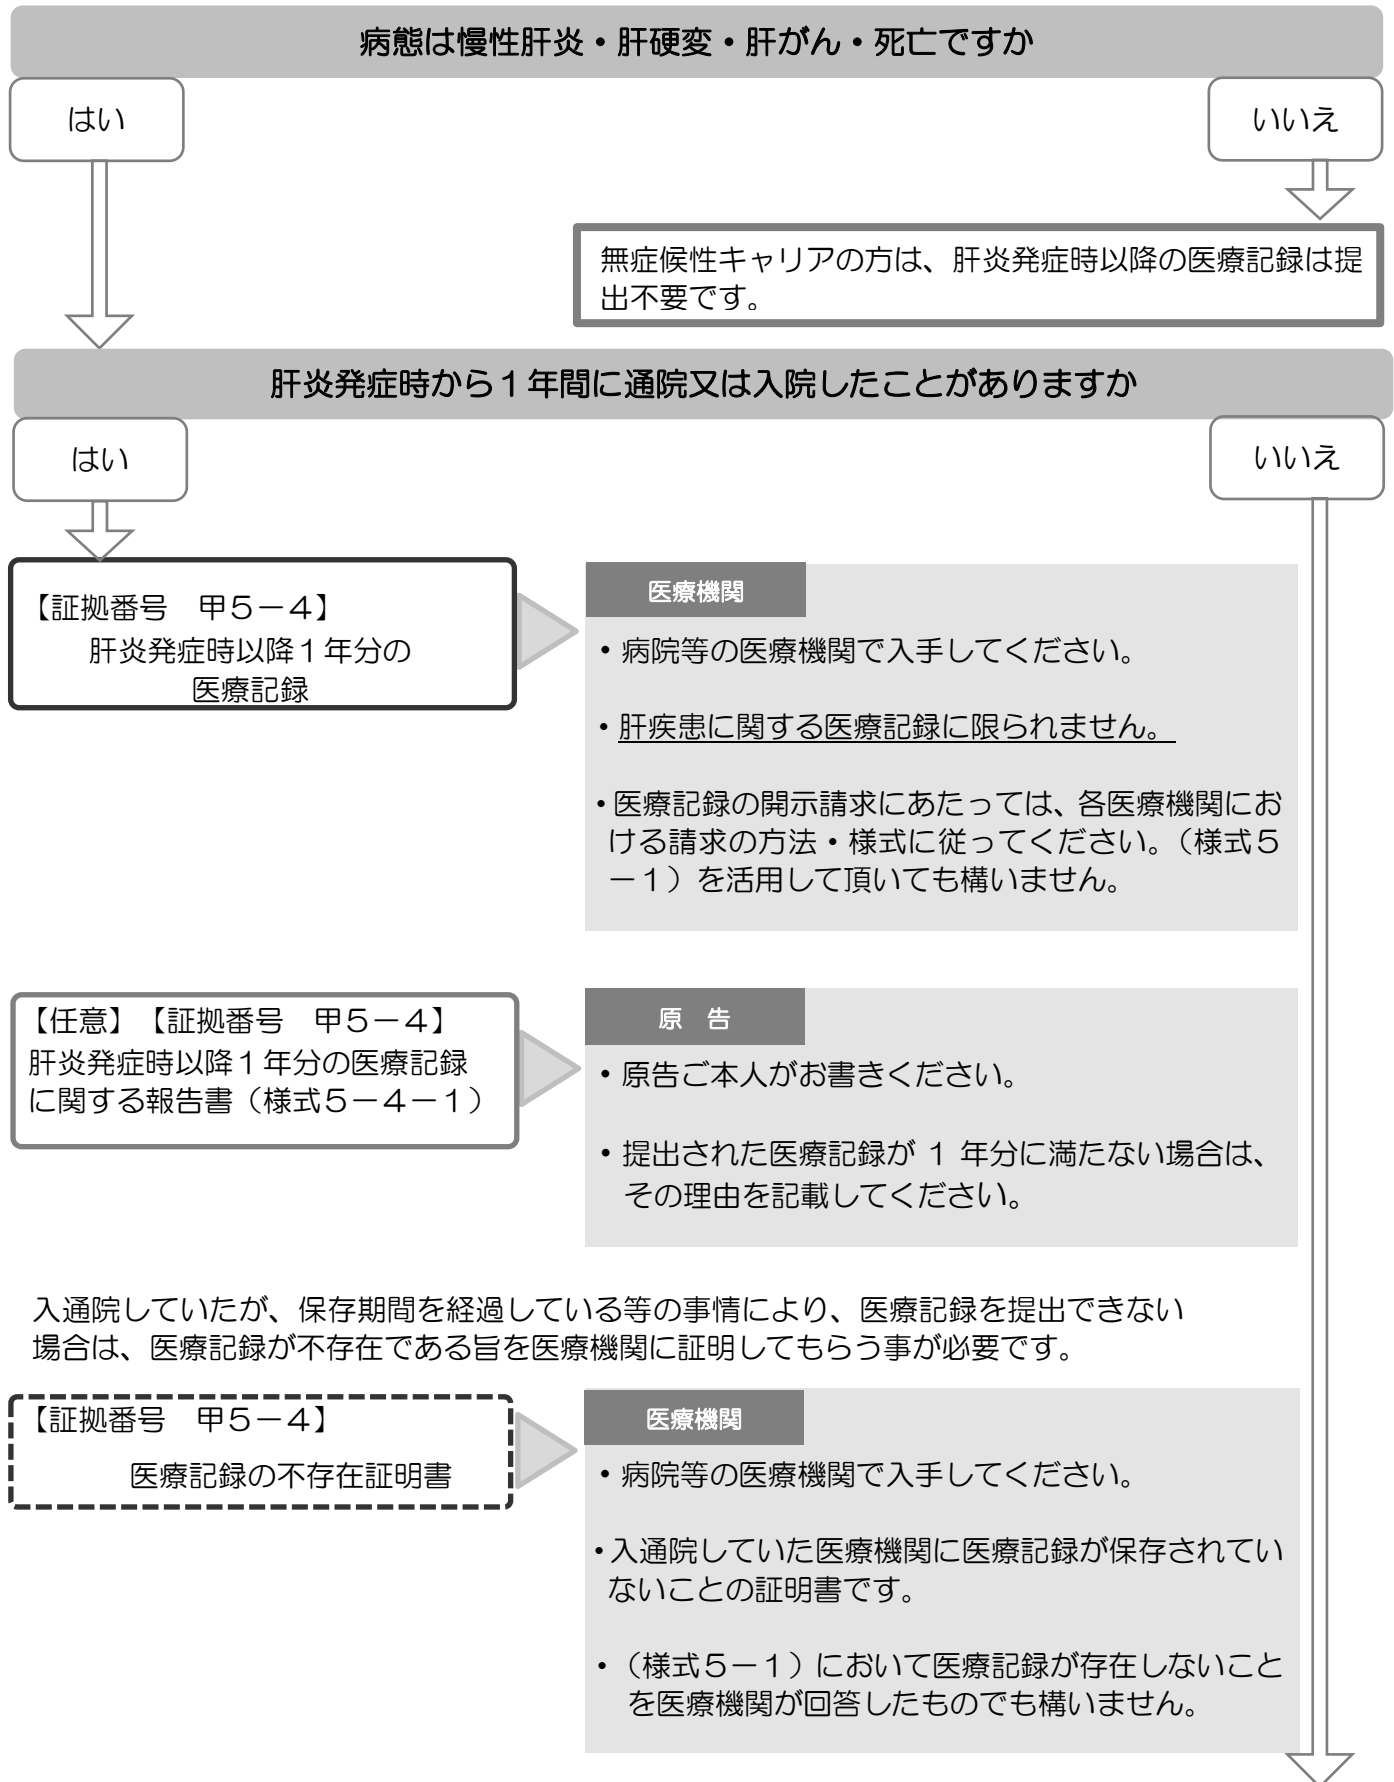 病態は慢性肝炎・肝硬変・肝がん・死亡ですか
はい
いいえ
無症候性キャリアの方は、肝炎発症時以降の医療記録は提
出不要です。
肝炎発症時から１年間に通院又は入院したことがありますか
はい
いいえ
【証拠番号　甲５－４】
肝炎発症時以降１年分の
医療記録
医療機関
・病院等の医療機関で入手してください。
・肝疾患に関する医療記録に限られません。
・医療記録の開示請求にあたっては、各医療機関にお
ける請求の方法・様式に従ってください。（様式５
－１）を活用して頂いても構いません。
【任意】【証拠番号　甲５－４】
肝炎発症時以降１年分の医療記録
に関する報告書（様式５－４－１）
原　告
・原告ご本人がお書きください。
・提出された医療記録が 1 年分に満たない場合は、
その理由を記載してください。
入通院していたが、保存期間を経過している等の事情により、医療記録を提出できない
場合は、医療記録が不存在である旨を医療機関に証明してもらう事が必要です。
【証拠番号　甲５－４】
医療記録の不存在証明書
医療機関
・病院等の医療機関で入手してください。
・入通院していた医療機関に医療記録が保存されてい
ないことの証明書です。
・（様式５－１）において医療記録が存在しないこと
を医療機関が回答したものでも構いません。